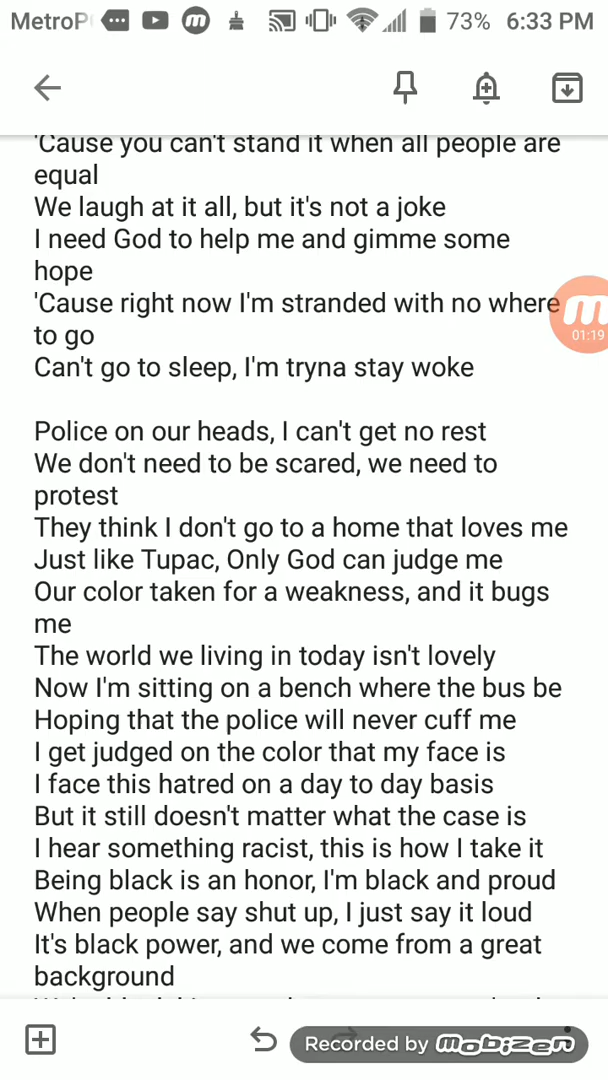 MetroP 73% 6:33 PM
'Cause you can't stand it when all people are
equal
We laugh at it all, but it's not a joke
I need God to help me and gimme some
hope
'Cause right now I'm stranded with no where
to go
01:19
Can't go to sleep, I'm tryna stay woke
Police on our heads, I can't get no rest
We don't need to be scared, we need to
protest
They think I don't go to a home that loves me
Just like Tupac, Only God can judge me
Our color taken for a weakness, and it bugs
me
The world we living in today isn't lovely
Now I'm sitting on a bench where the bus be
Hoping that the police will never cuff me
I get judged on the color that my face is
I face this hatred on a day to day basis
But it still doesn't matter what the case is
I hear something racist, this is how I take it
Being black is an honor, I'm black and proud
When people say shut up, I just say it loud
It's black power, and we come from a great
background
Recorded by mobizen